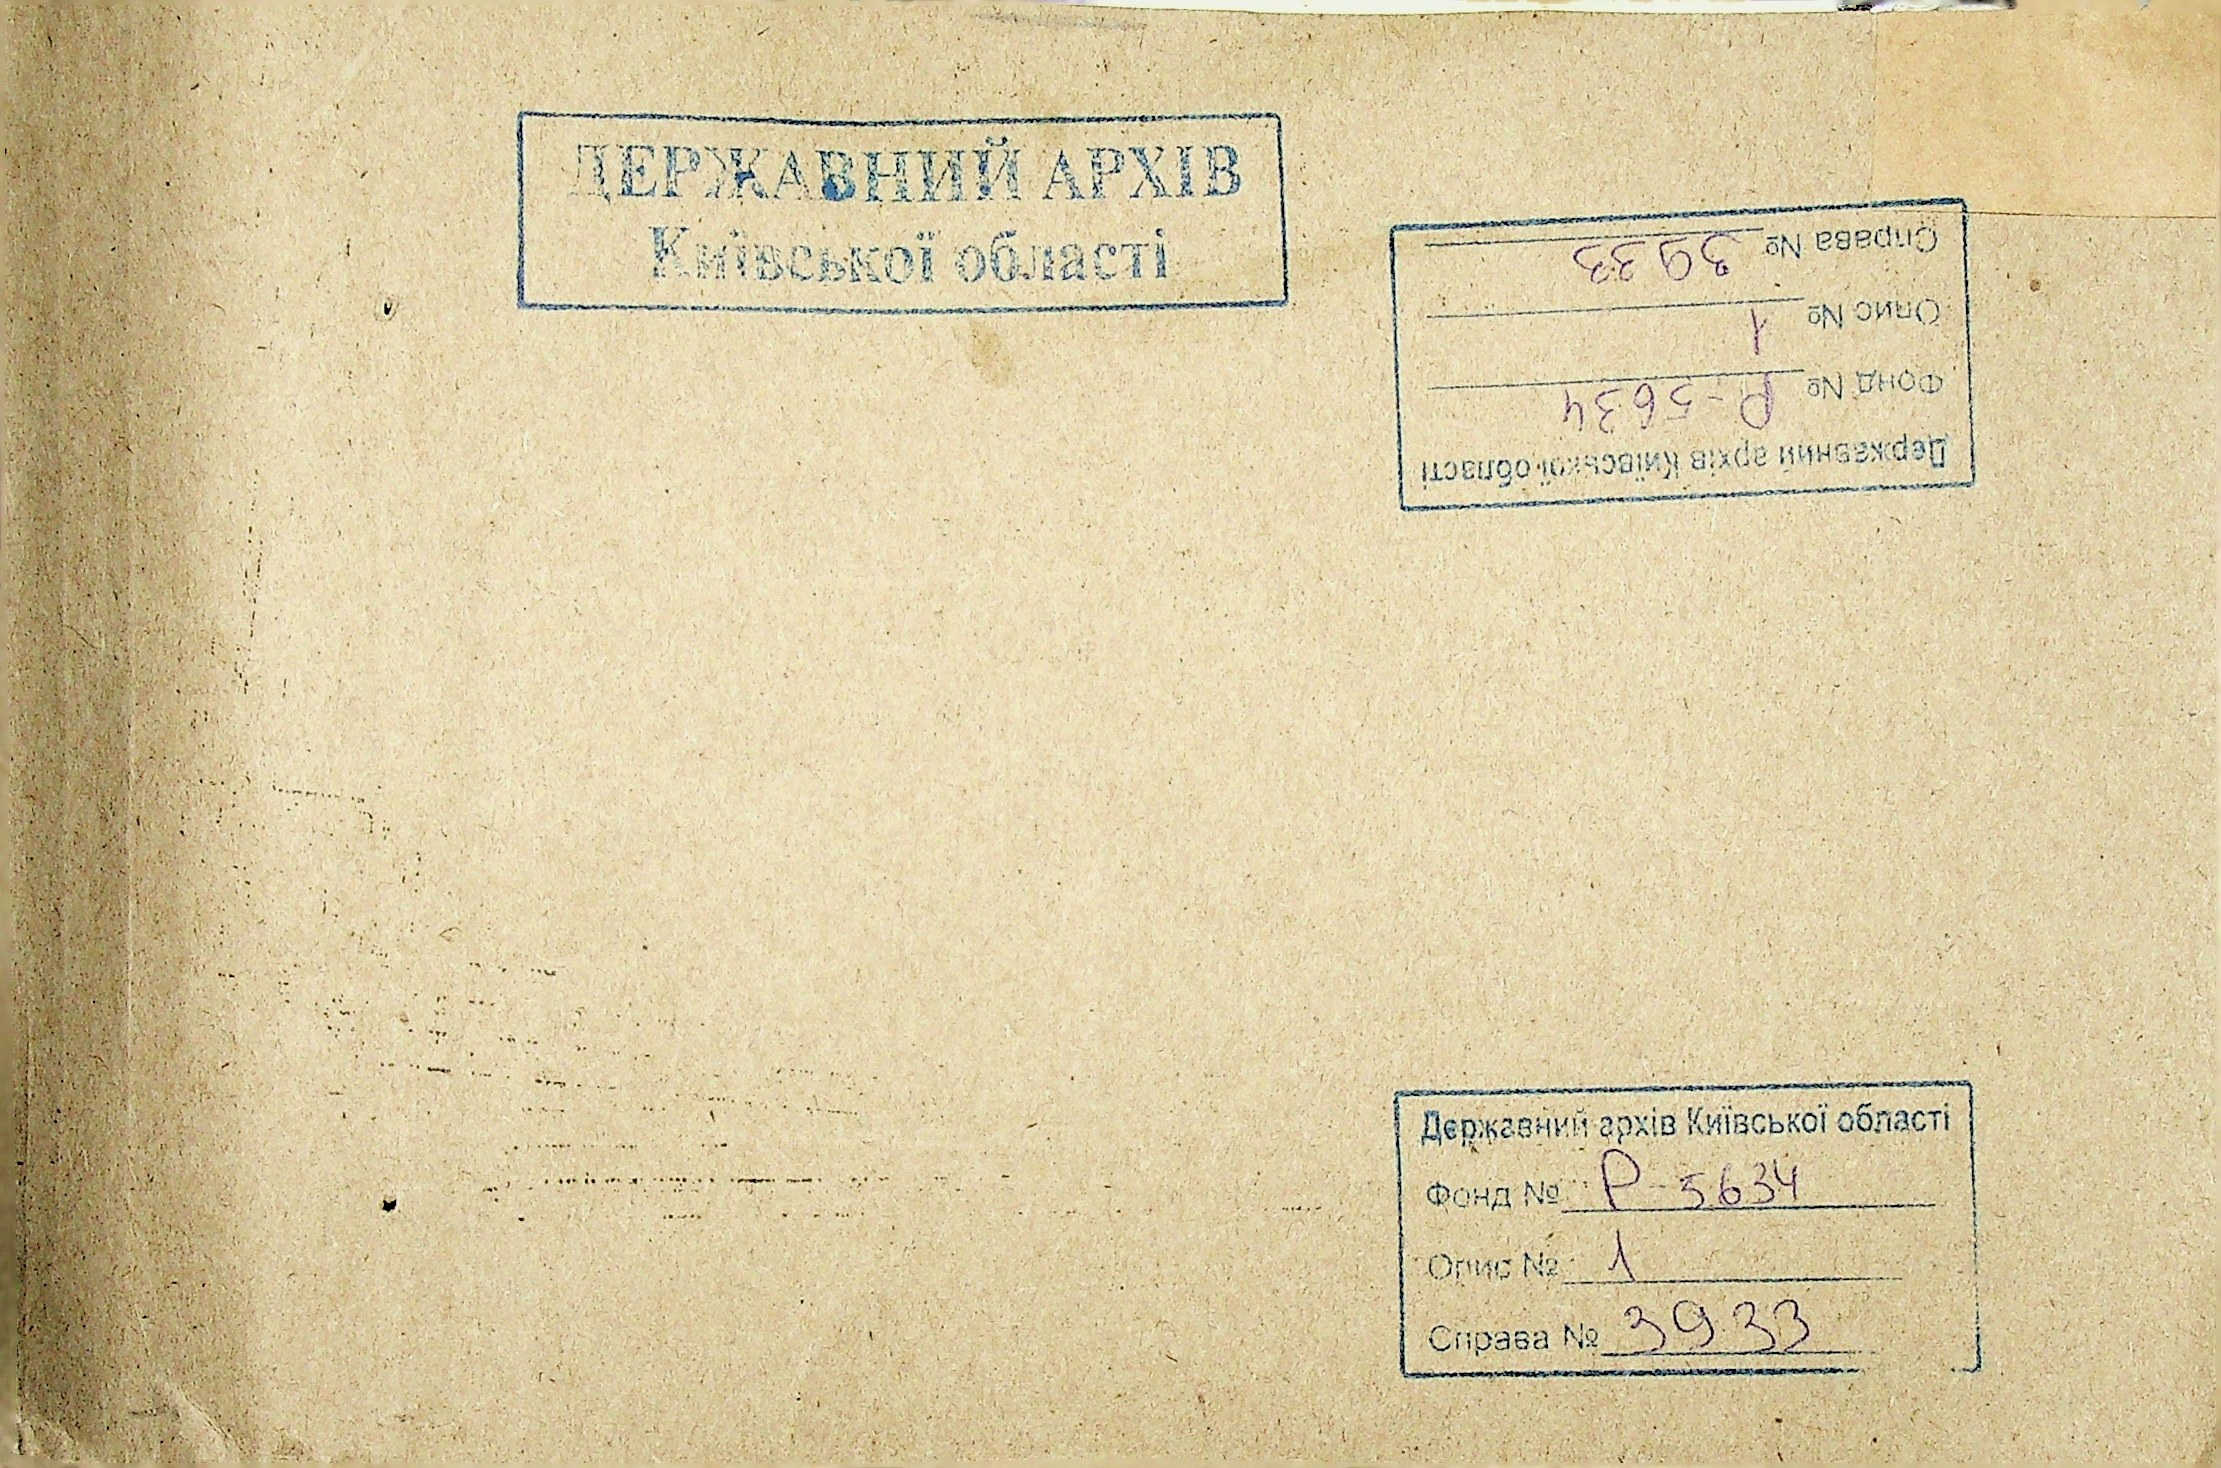 ДЕРЖАВНИЙ АРХІВ
Київської області
Державний архів Київської області
Фонд № Р-5634
Опис № 1
Справа № 3933
Державний архів Київської області
Фонд № Р-5634
Опис № 1
Справа № 3933